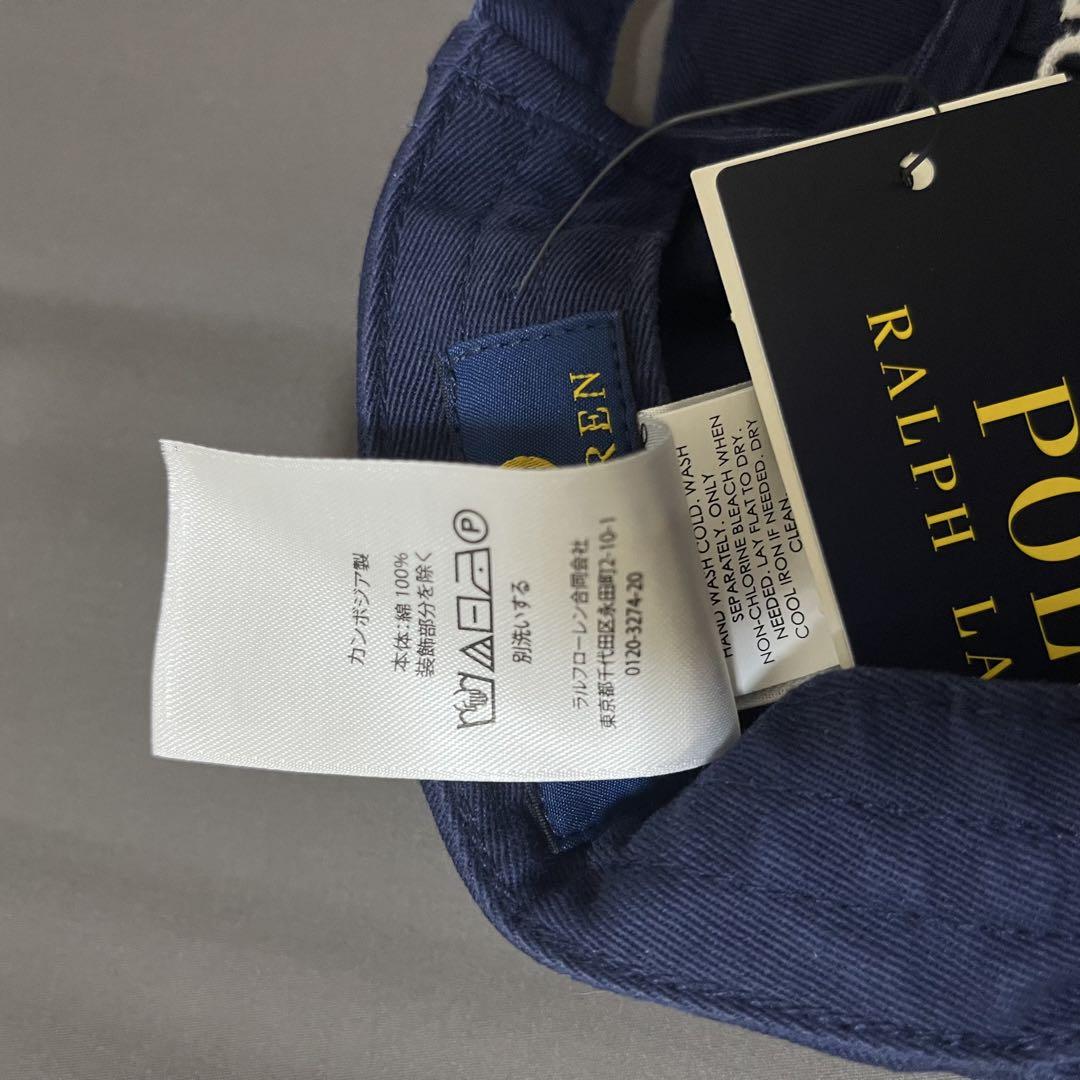 カンボジア製
本体：綿 100%
装飾部分を除く
P
別洗いする
ラルフローレン合同会社
東京都千代田区永田町2-10-1
0120-3274-20
REN
HAND WASH COLD. WASH
SEPARATELY. ONLY
NON-CHLORINE BLEACH WHEN
NEEDED. LAY FLAT TO DRY.
COOL IRON IF NEEDED. DRY
CLEAN.
POL
RALPH LA